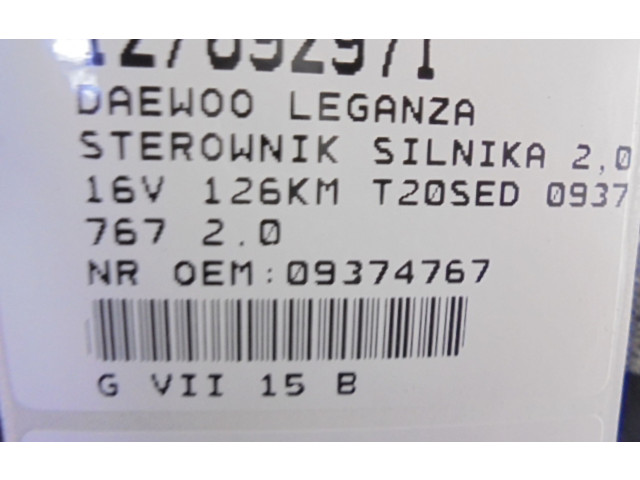 DAEWOO LEGANZA
STEROWNIK SILNIKA 2,0
16V 126KM T20SED 0937
767 2.0
NR OEM:09374767
G VII 15 B